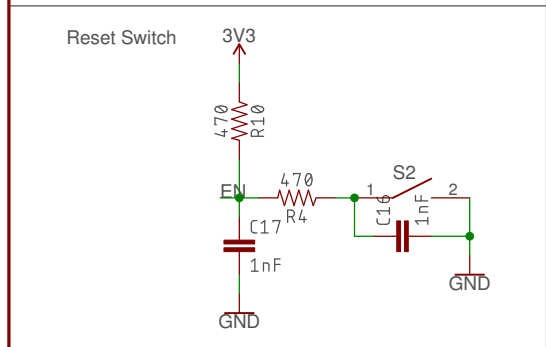 Reset Switch
3V3
470
R10
EN
470
R4
S2
1
2
C16
1nF
C17
1nF
GND
GND